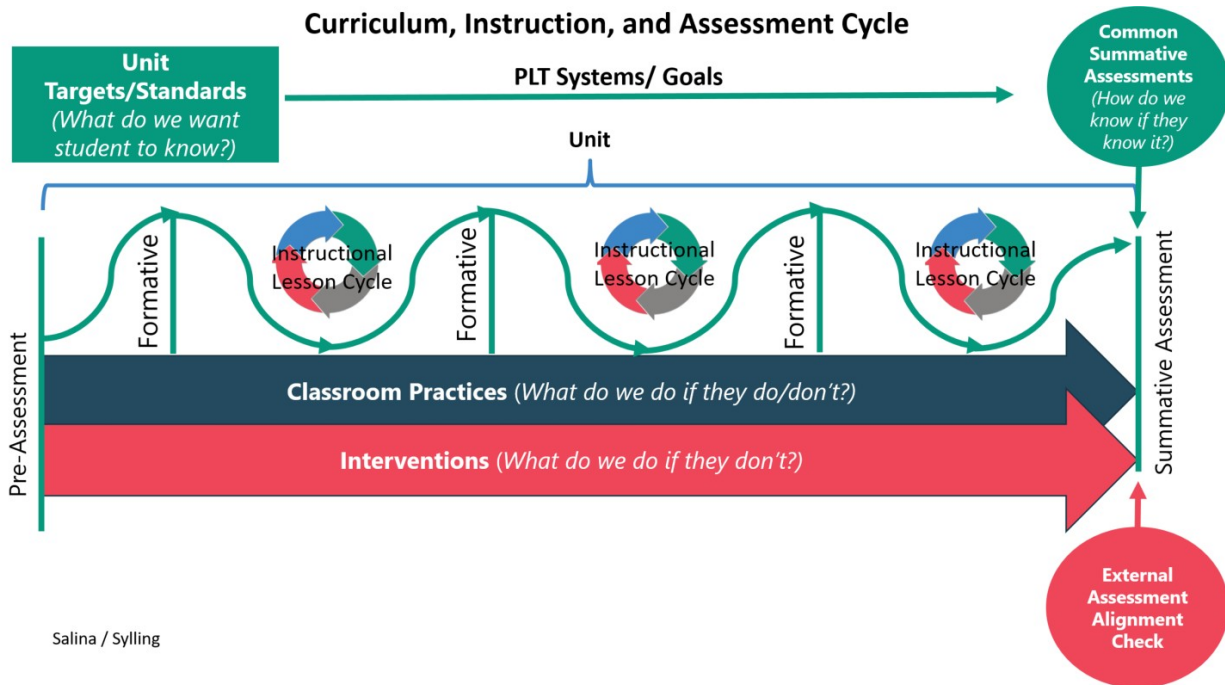 Curriculum, Instruction, and Assessment Cycle
Unit
Targets/Standards
(What do we want
student to know?)
PLT Systems/ Goals
Common
Summative
Assessments
(How do we
know if they
know it?)
Unit
Pre-Assessment
Formative
Instructional
Lesson Cycle
Formative
Instructional
Lesson Cycle
Formative
Instructional
Lesson Cycle
Summative Assessment
Classroom Practices (What do we do if they do/don't?)
Interventions (What do we do if they don't?)
External
Assessment
Alignment
Check
Salina / Sylling